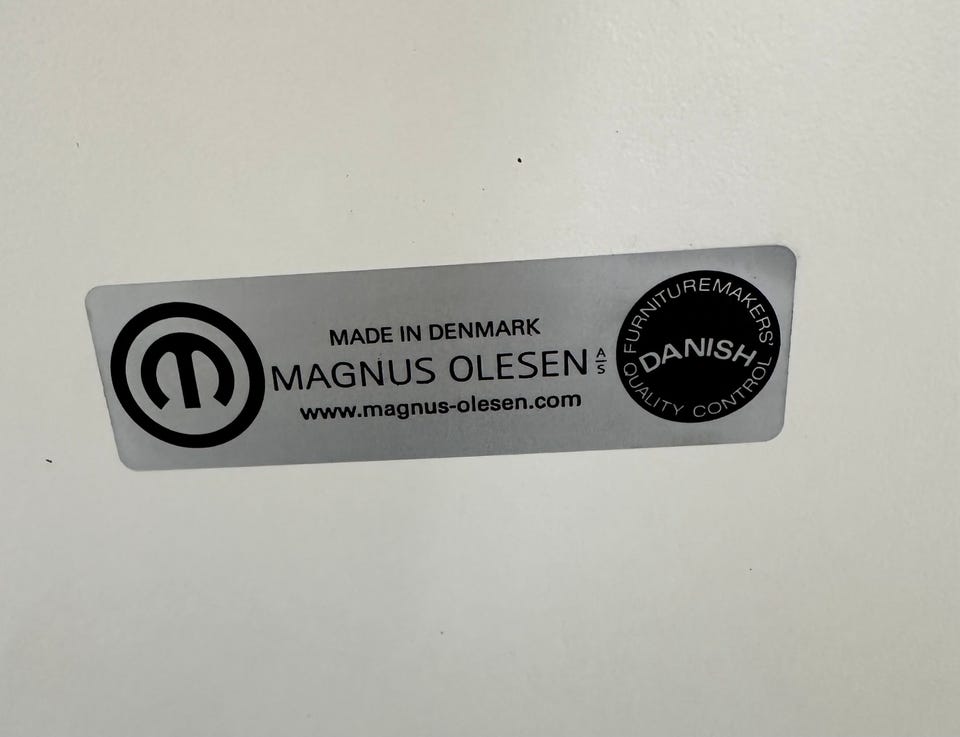 MADE IN DENMARK
MAGNUS OLESEN A/S
www.magnus-olesen.com
FURNITUREMAKERS'
DANISH
QUALITY CONTROL